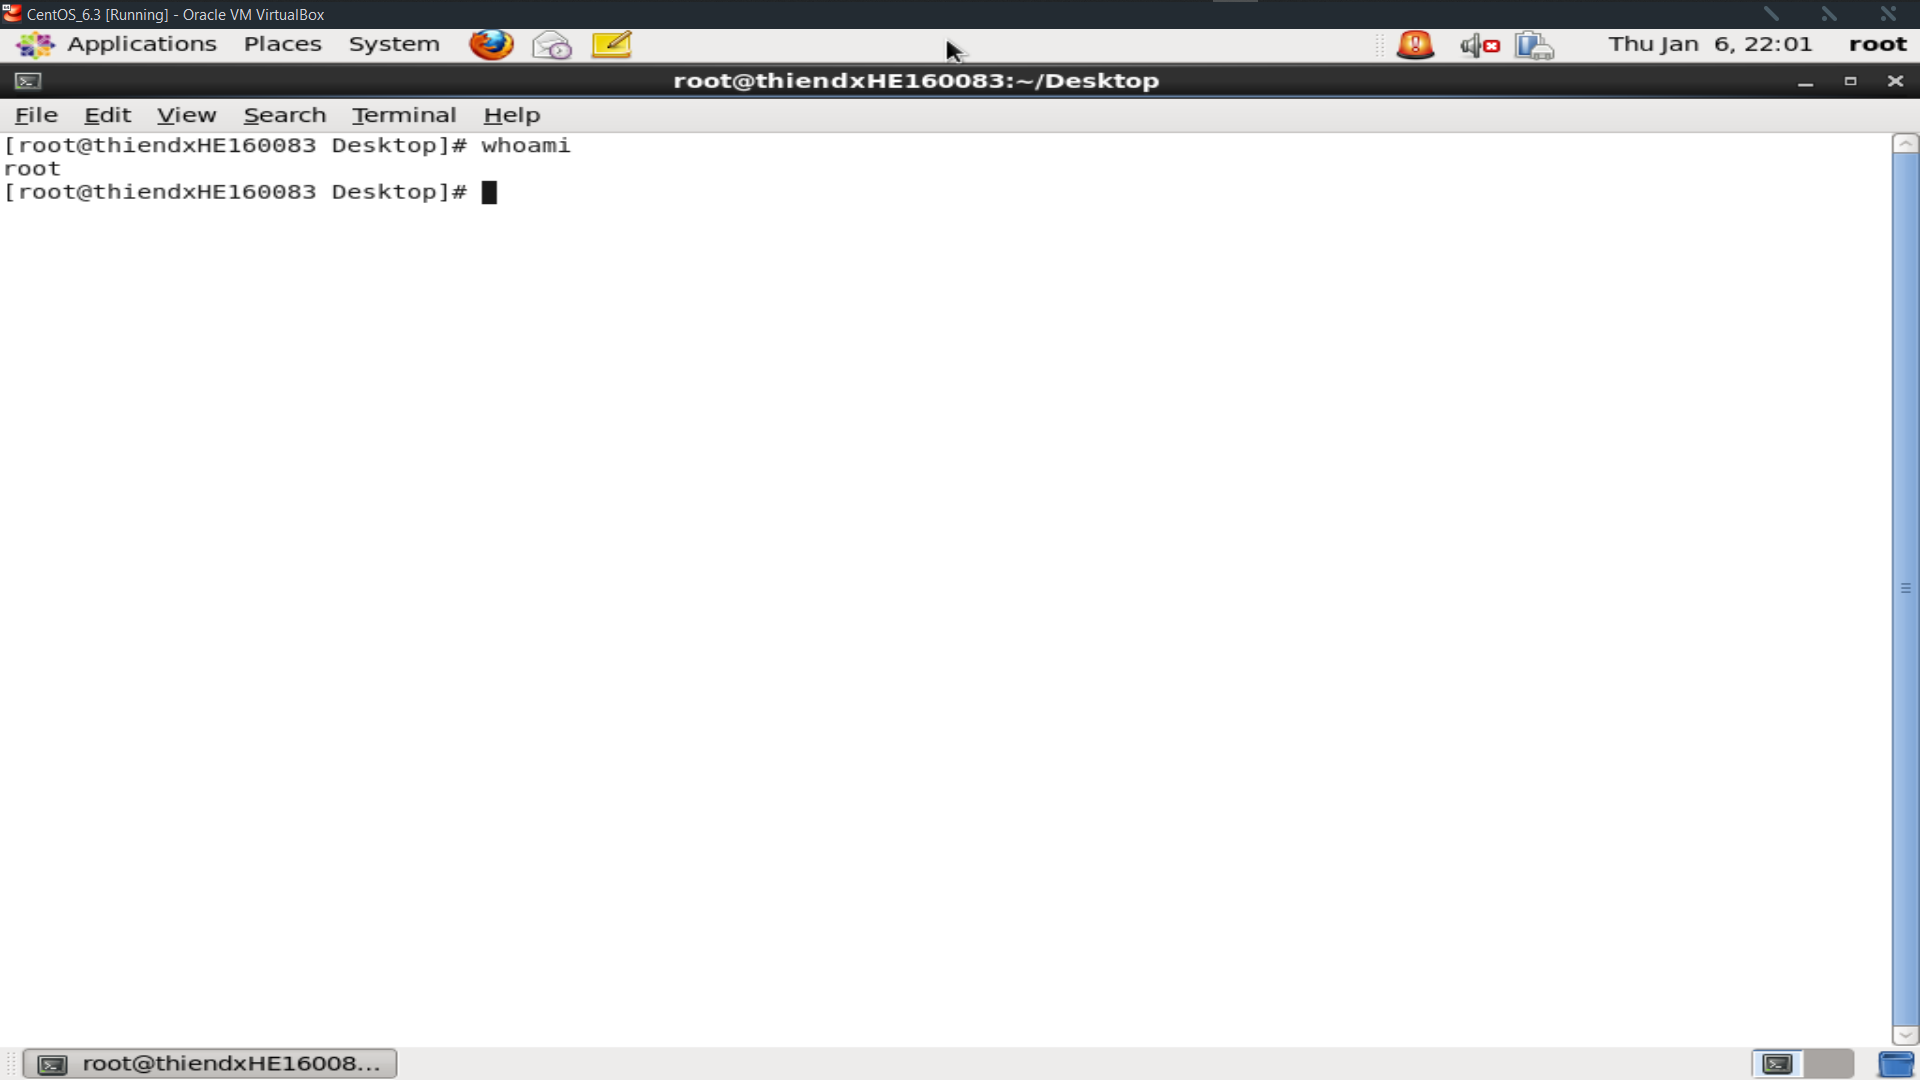 CentOS_6.3 [Running] - Oracle VM VirtualBox
Applications Places System Thu Jan 6, 22:01 root
root@thiendxHE160083:~/Desktop
File Edit View Search Terminal Help
[root@thiendxHE160083 Desktop]# whoami
root
[root@thiendxHE160083 Desktop]#
root@thiendxHE16008...